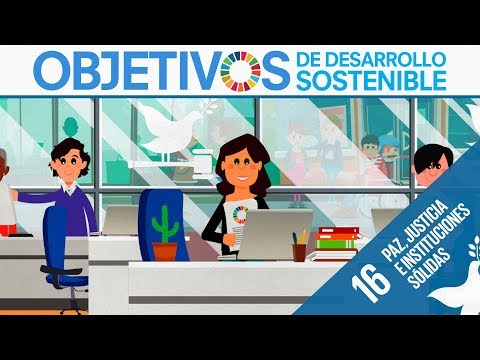 OBJETIVOS DE DESARROLLO
SOSTENIBLE
16 PAZ, JUSTICIA
E INSTITUCIONES
SÓLIDAS